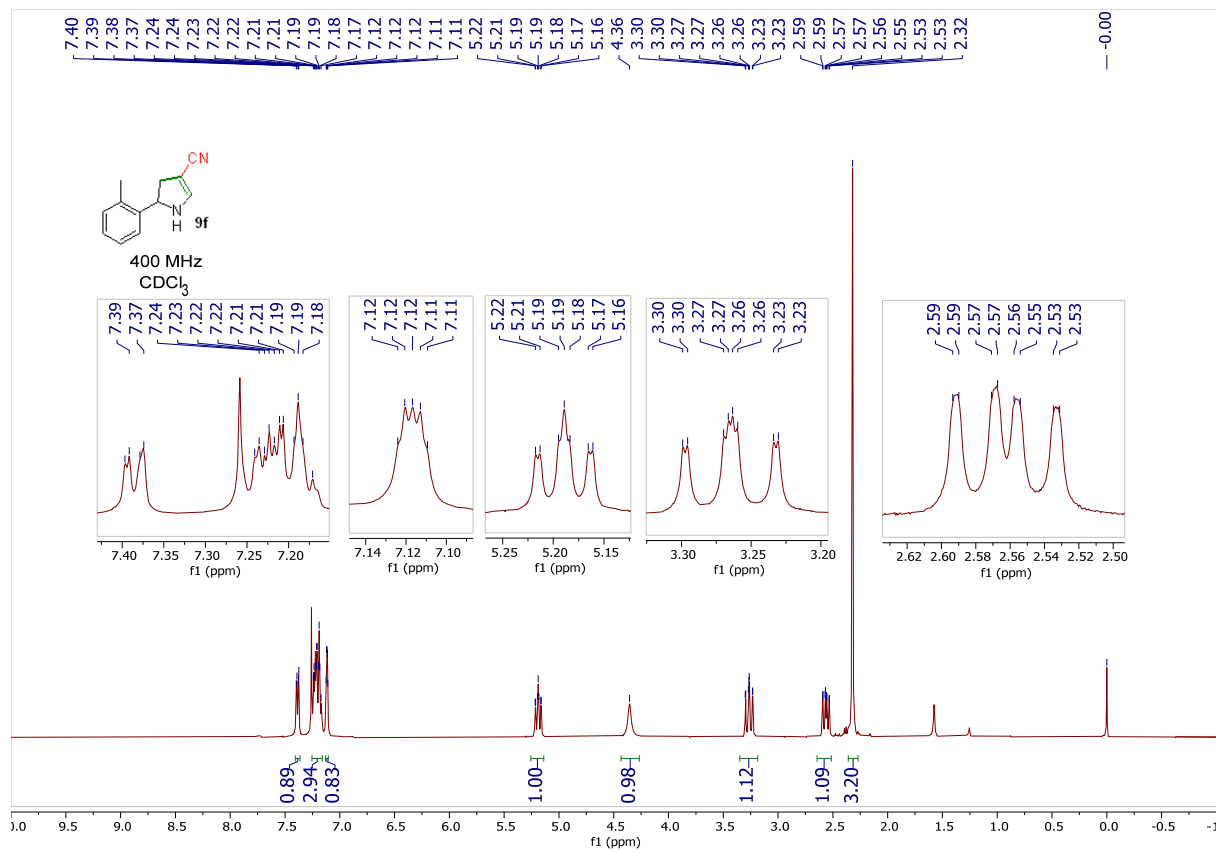 7.40 7.39 7.38 7.37 7.24 7.24 7.23 7.22 7.22 7.21 7.21 7.19 7.19 7.18 7.17 7.12 7.12 7.12 7.11 7.11 5.22 5.21 5.19 5.19 5.18 5.17 5.16 4.36 3.30 3.30 3.27 3.27 3.26 3.26 3.23 3.23 2.59 2.59 2.57 2.57 2.56 2.55 2.53 2.53 2.32 -0.00
CN
N
H
9f
400 MHz
CDCl3
7.39 7.37 7.24 7.23 7.22 7.22 7.21 7.21 7.19 7.19 7.18
7.40 7.35 7.30 7.25 7.20
f1 (ppm)
7.12 7.12 7.12 7.11 7.11
7.14 7.12 7.10
f1 (ppm)
5.22 5.21 5.19 5.19 5.18 5.17 5.16
5.25 5.20 5.15
f1 (ppm)
3.30 3.30 3.27 3.27 3.26 3.26 3.23 3.23
3.30 3.25 3.20
f1 (ppm)
2.59 2.59 2.57 2.57 2.56 2.55 2.53 2.53
2.62 2.60 2.58 2.56 2.54 2.52 2.50
f1 (ppm)
0.89 2.94 0.83 1.00 0.98 1.12 1.09 3.20
9.5 9.0 8.5 8.0 7.5 7.0 6.5 6.0 5.5 5.0 4.5 4.0 3.5 3.0 2.5 2.0 1.5 1.0 0.5 0.0 -0.5
f1 (ppm)